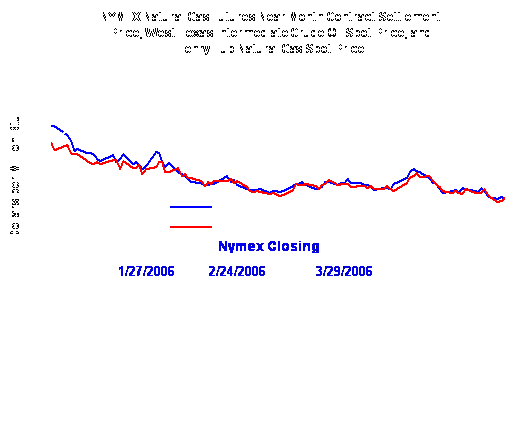 NYMEX Natural Gas Futures Near-Month Contract Settlement
Price, West Texas Intermediate Crude Oil Spot Price, and
Henry Hub Natural Gas Spot Price
Nymex Closing
1/27/2006 2/24/2006 3/29/2006